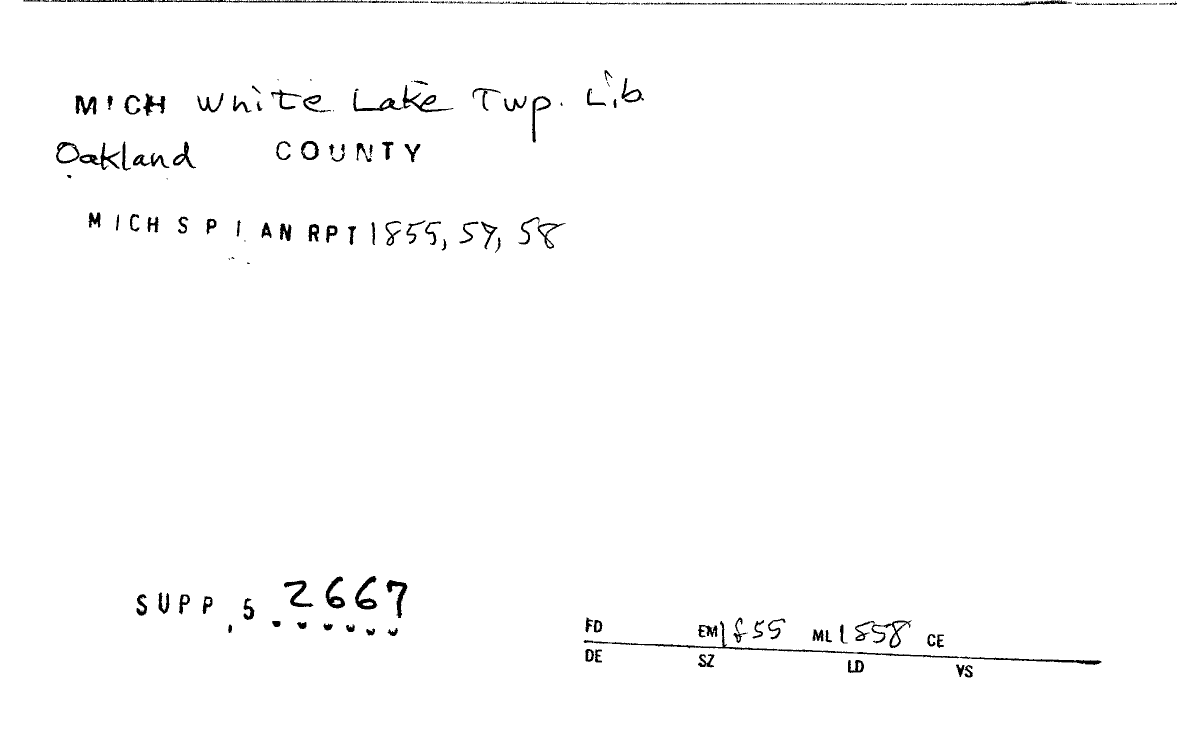 MICH White Lake Twp. Lib
Oakland COUNTY
MICH S P I AN RPT 1855, 57, 58
SUPP, 5 2667
FD EM 1855 ML 1858 CE
DE SZ LD VS